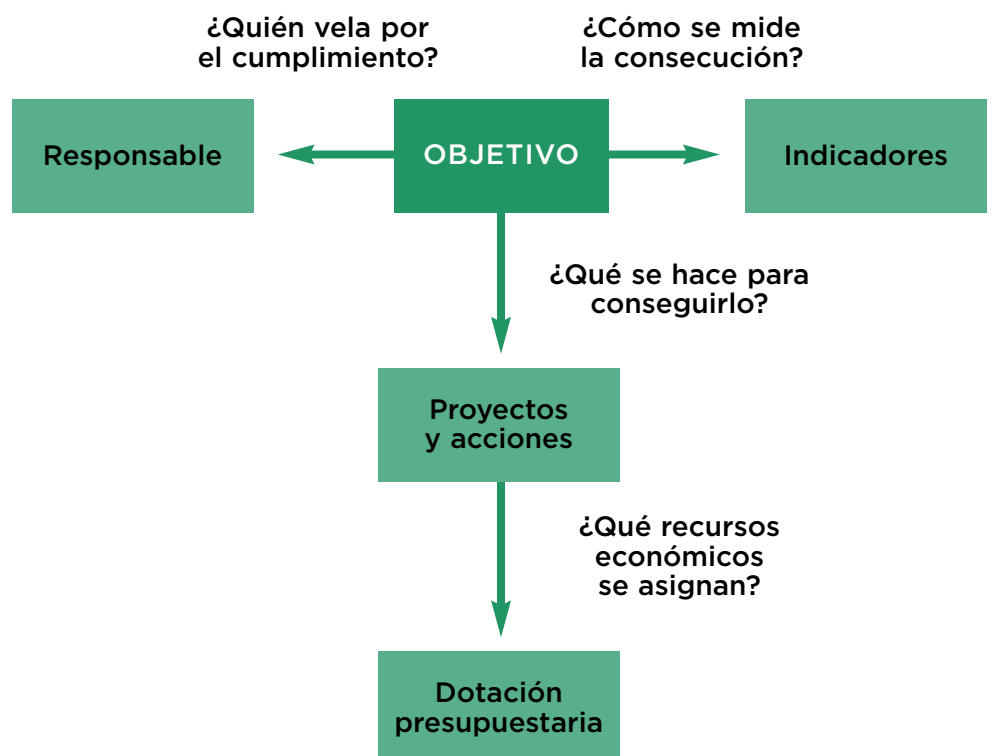 ¿Quién vela por
el cumplimiento?
¿Cómo se mide
la consecución?
Responsable
OBJETIVO
Indicadores
¿Qué se hace para
conseguirlo?
Proyectos
y acciones
¿Qué recursos
económicos
se asignan?
Dotación
presupuestaria